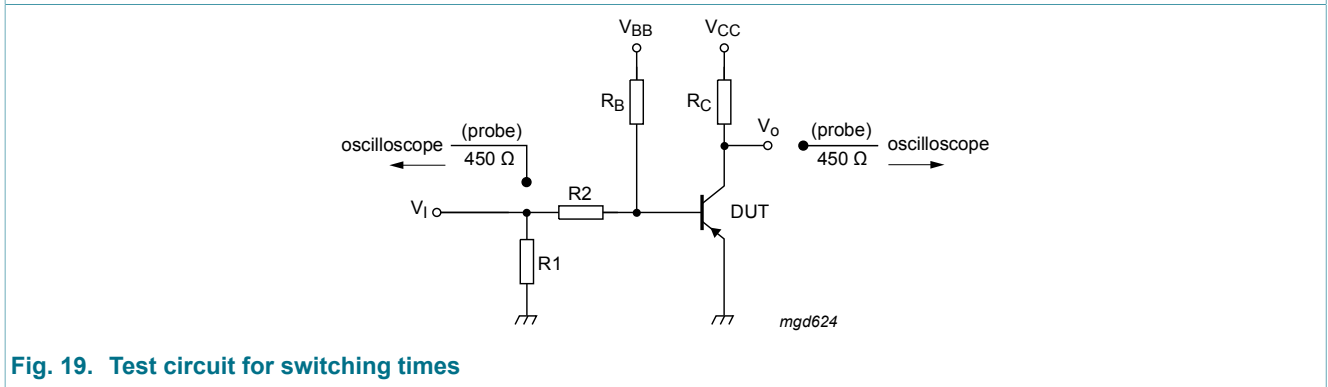 VBB
VCC
RB
RC
Vo
(probe)
450 Ω
oscilloscope
(probe)
450 Ω
oscilloscope
R2
VI
DUT
R1
mgd624
Fig. 19. Test circuit for switching times